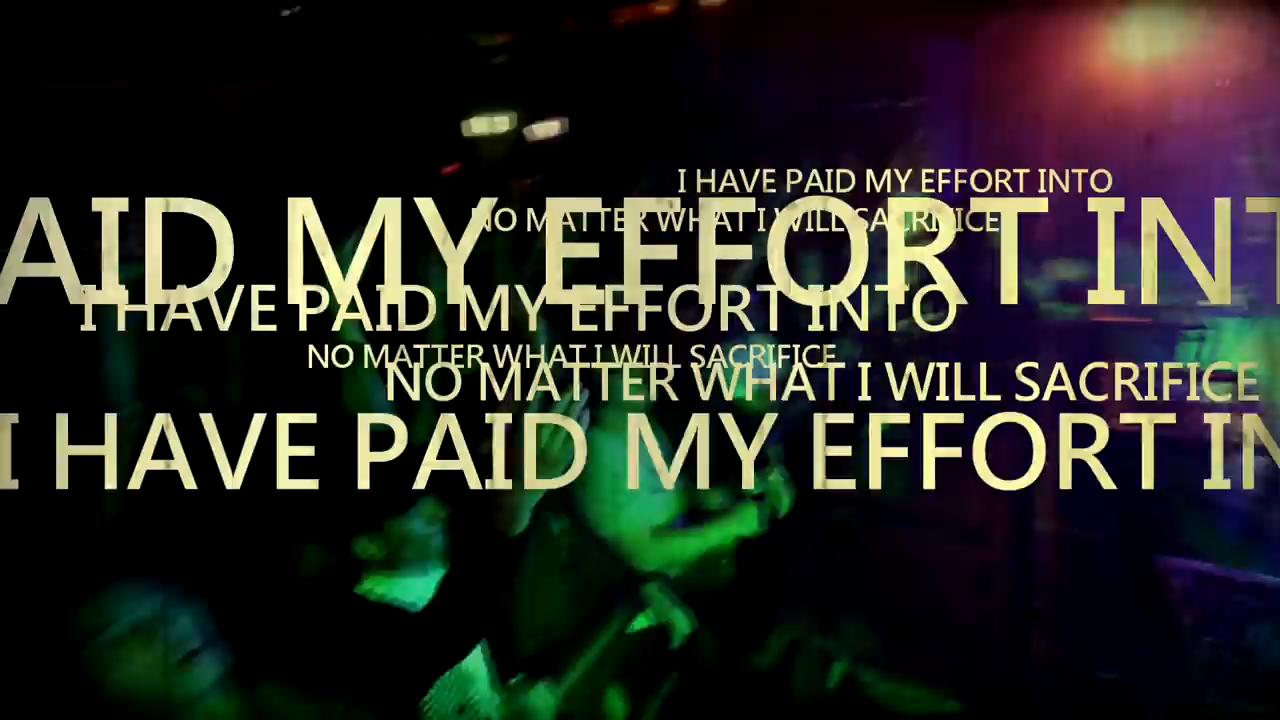 I HAVE PAID MY EFFORT INTO
NO MATTER WHAT I WILL SACRIFICE
AID MY EFFORT INT
I HAVE PAID MY EFFORT INTO
NO MATTER WHAT I WILL SACRIFICE
NO MATTER WHAT I WILL SACRIFICE
I HAVE PAID MY EFFORT IN